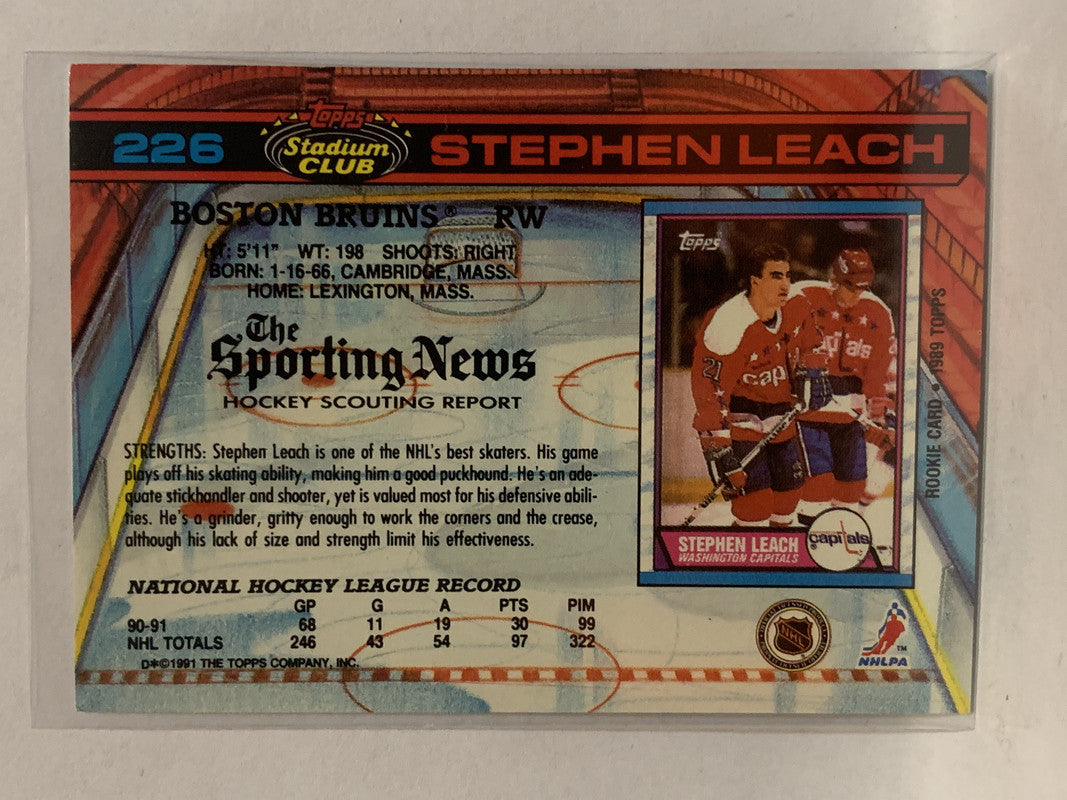 226
Topps
Stadium
CLUB
STEPHEN LEACH
BOSTON BRUINS® RW
HT: 5'11" WT: 198 SHOOTS: RIGHT
BORN: 1-16-66, CAMBRIDGE, MASS.
HOME: LEXINGTON, MASS.
The
Sporting News
HOCKEY SCOUTING REPORT
STRENGTHS: Stephen Leach is one of the NHL's best skaters. His game
plays off his skating ability, making him a good puckhound. He's an ade-
quate stickhandler and shooter, yet is valued most for his defensive abili-
ties. He's a grinder, gritty enough to work the corners and the crease,
although his lack of size and strength limit his effectiveness.
NATIONAL HOCKEY LEAGUE RECORD
GP G A PTS PIM
90-91 68 11 19 30 99
NHL TOTALS 246 43 54 97 322
D*©1991 THE TOPPS COMPANY, INC.
Topps
21
capitals
STEPHEN LEACH
WASHINGTON CAPITALS
capitals
ROOKIE CARD • 1989 TOPPS
NHL
NHLPA
TM